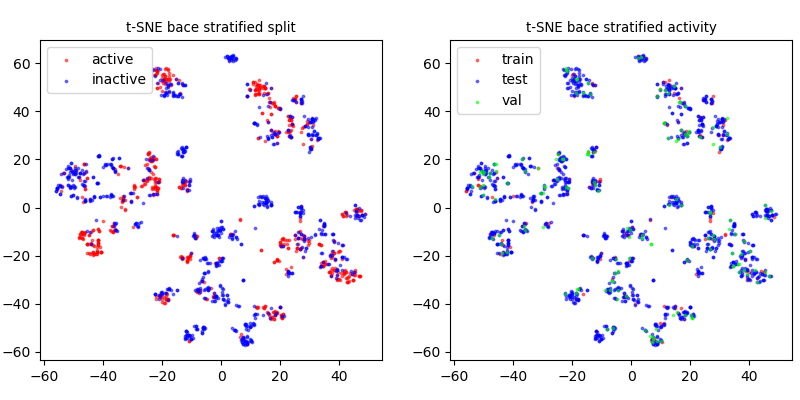 t-SNE bace stratified split
active
inactive
60
40
20
0
−20
−40
−60
−60 −40 −20 0 20 40
t-SNE bace stratified activity
train
test
val
60
40
20
0
−20
−40
−60
−60 −40 −20 0 20 40